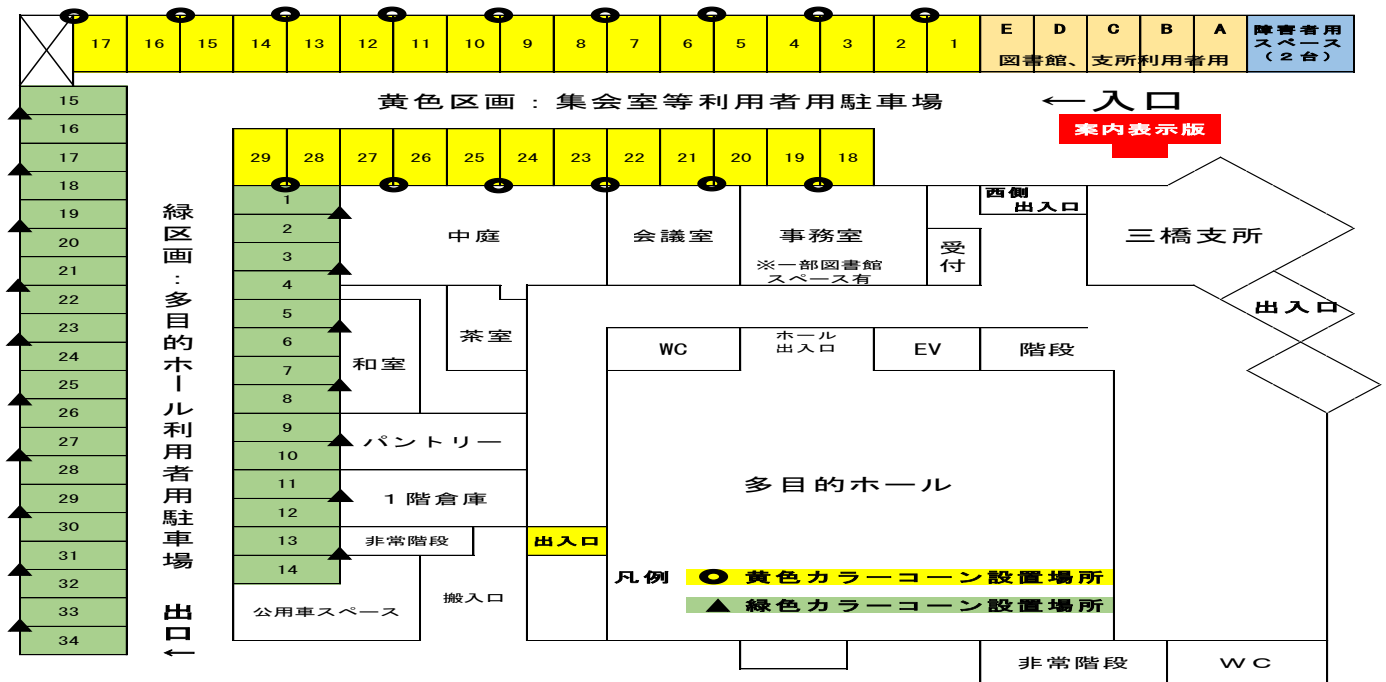 17 16 15 14 13 12 11 10 9 8 7 6 5 4 3 2 1
E D C B A
図書館、支所利用者用
障害者用
スペース
(2台)
黄色区画:集会室等利用者用駐車場
←入口
案内表示版
29 28 27 26 25 24 23 22 21 20 19 18
15
16
17
18
19
20
21
22
23
24
25
26
27
28
29
30
31
32
33
34
緑区画:多目的ホール利用者用駐車場 出口←
1
2
3
4
5
6
7
8
9
10
11
12
13
14
中庭
会議室
事務室
※一部図書館
スペース有
受付
西側
出入口
三橋支所
出入口
茶室
和室
WC
ホール
出入口
EV
階段
パントリー
1階倉庫
多目的ホール
非常階段
出入口
搬入口
公用車スペース
凡例 黄色カラーコーン設置場所
▲ 緑色カラーコーン設置場所
非常階段
WC